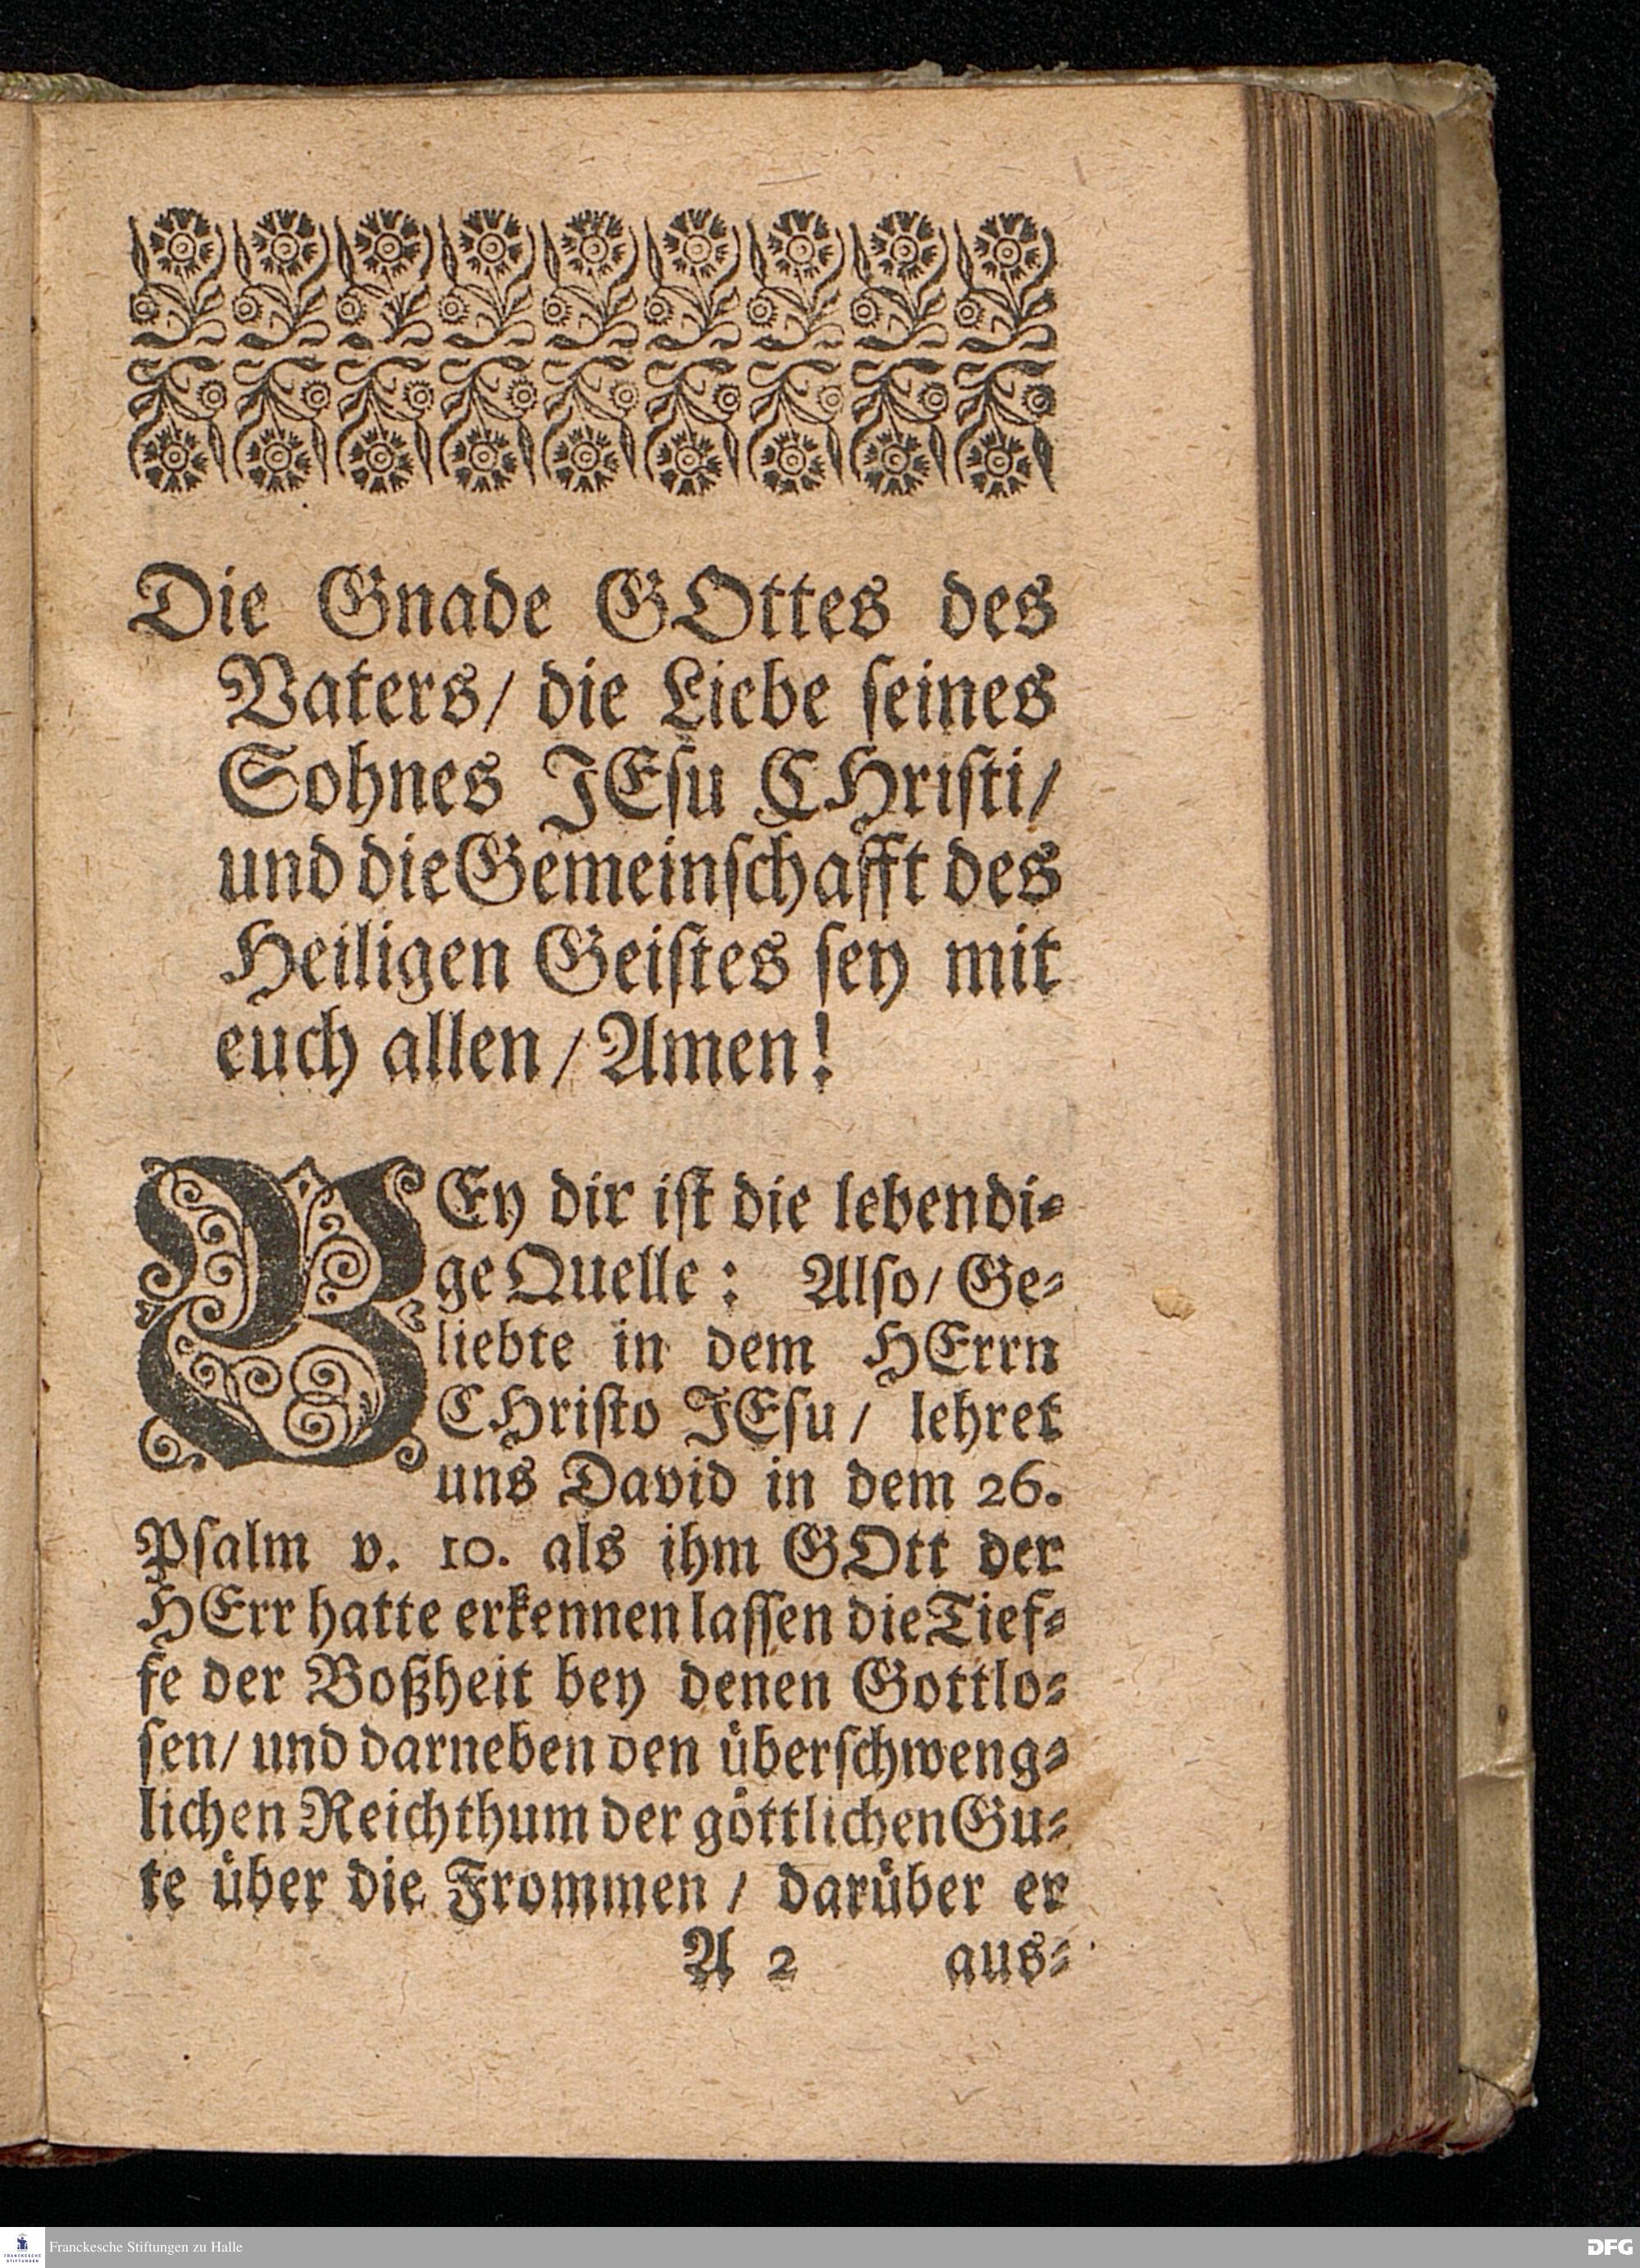 Die Gnade GOttes des
Vaters/ die Liebe ſeines
Sohnes JEſu CHriſti/
und die Gemeinſchafft des
Heiligen Geiſtes ſey mit
euch allen/ Amen!
BEy dir iſt die lebendi⸗
ge Quelle: Alſo/ Ge⸗
liebte in dem HErrn
CHriſto JEſu/ lehret
uns David in dem 26.
Pſalm v. 10. als ihm GOtt der
HErr hatte erkennen laſſen die Tief⸗
fe der Boßheit bey denen Gottlo⸗
ſen/ und darneben den überſchweng⸗
lichen Reichthum der göttlichen Gu⸗
te über die Frommen/ darüber er
A 2 aus⸗
FRANCKESCHE STIFTUNGEN
Franckesche Stiftungen zu Halle
DFG